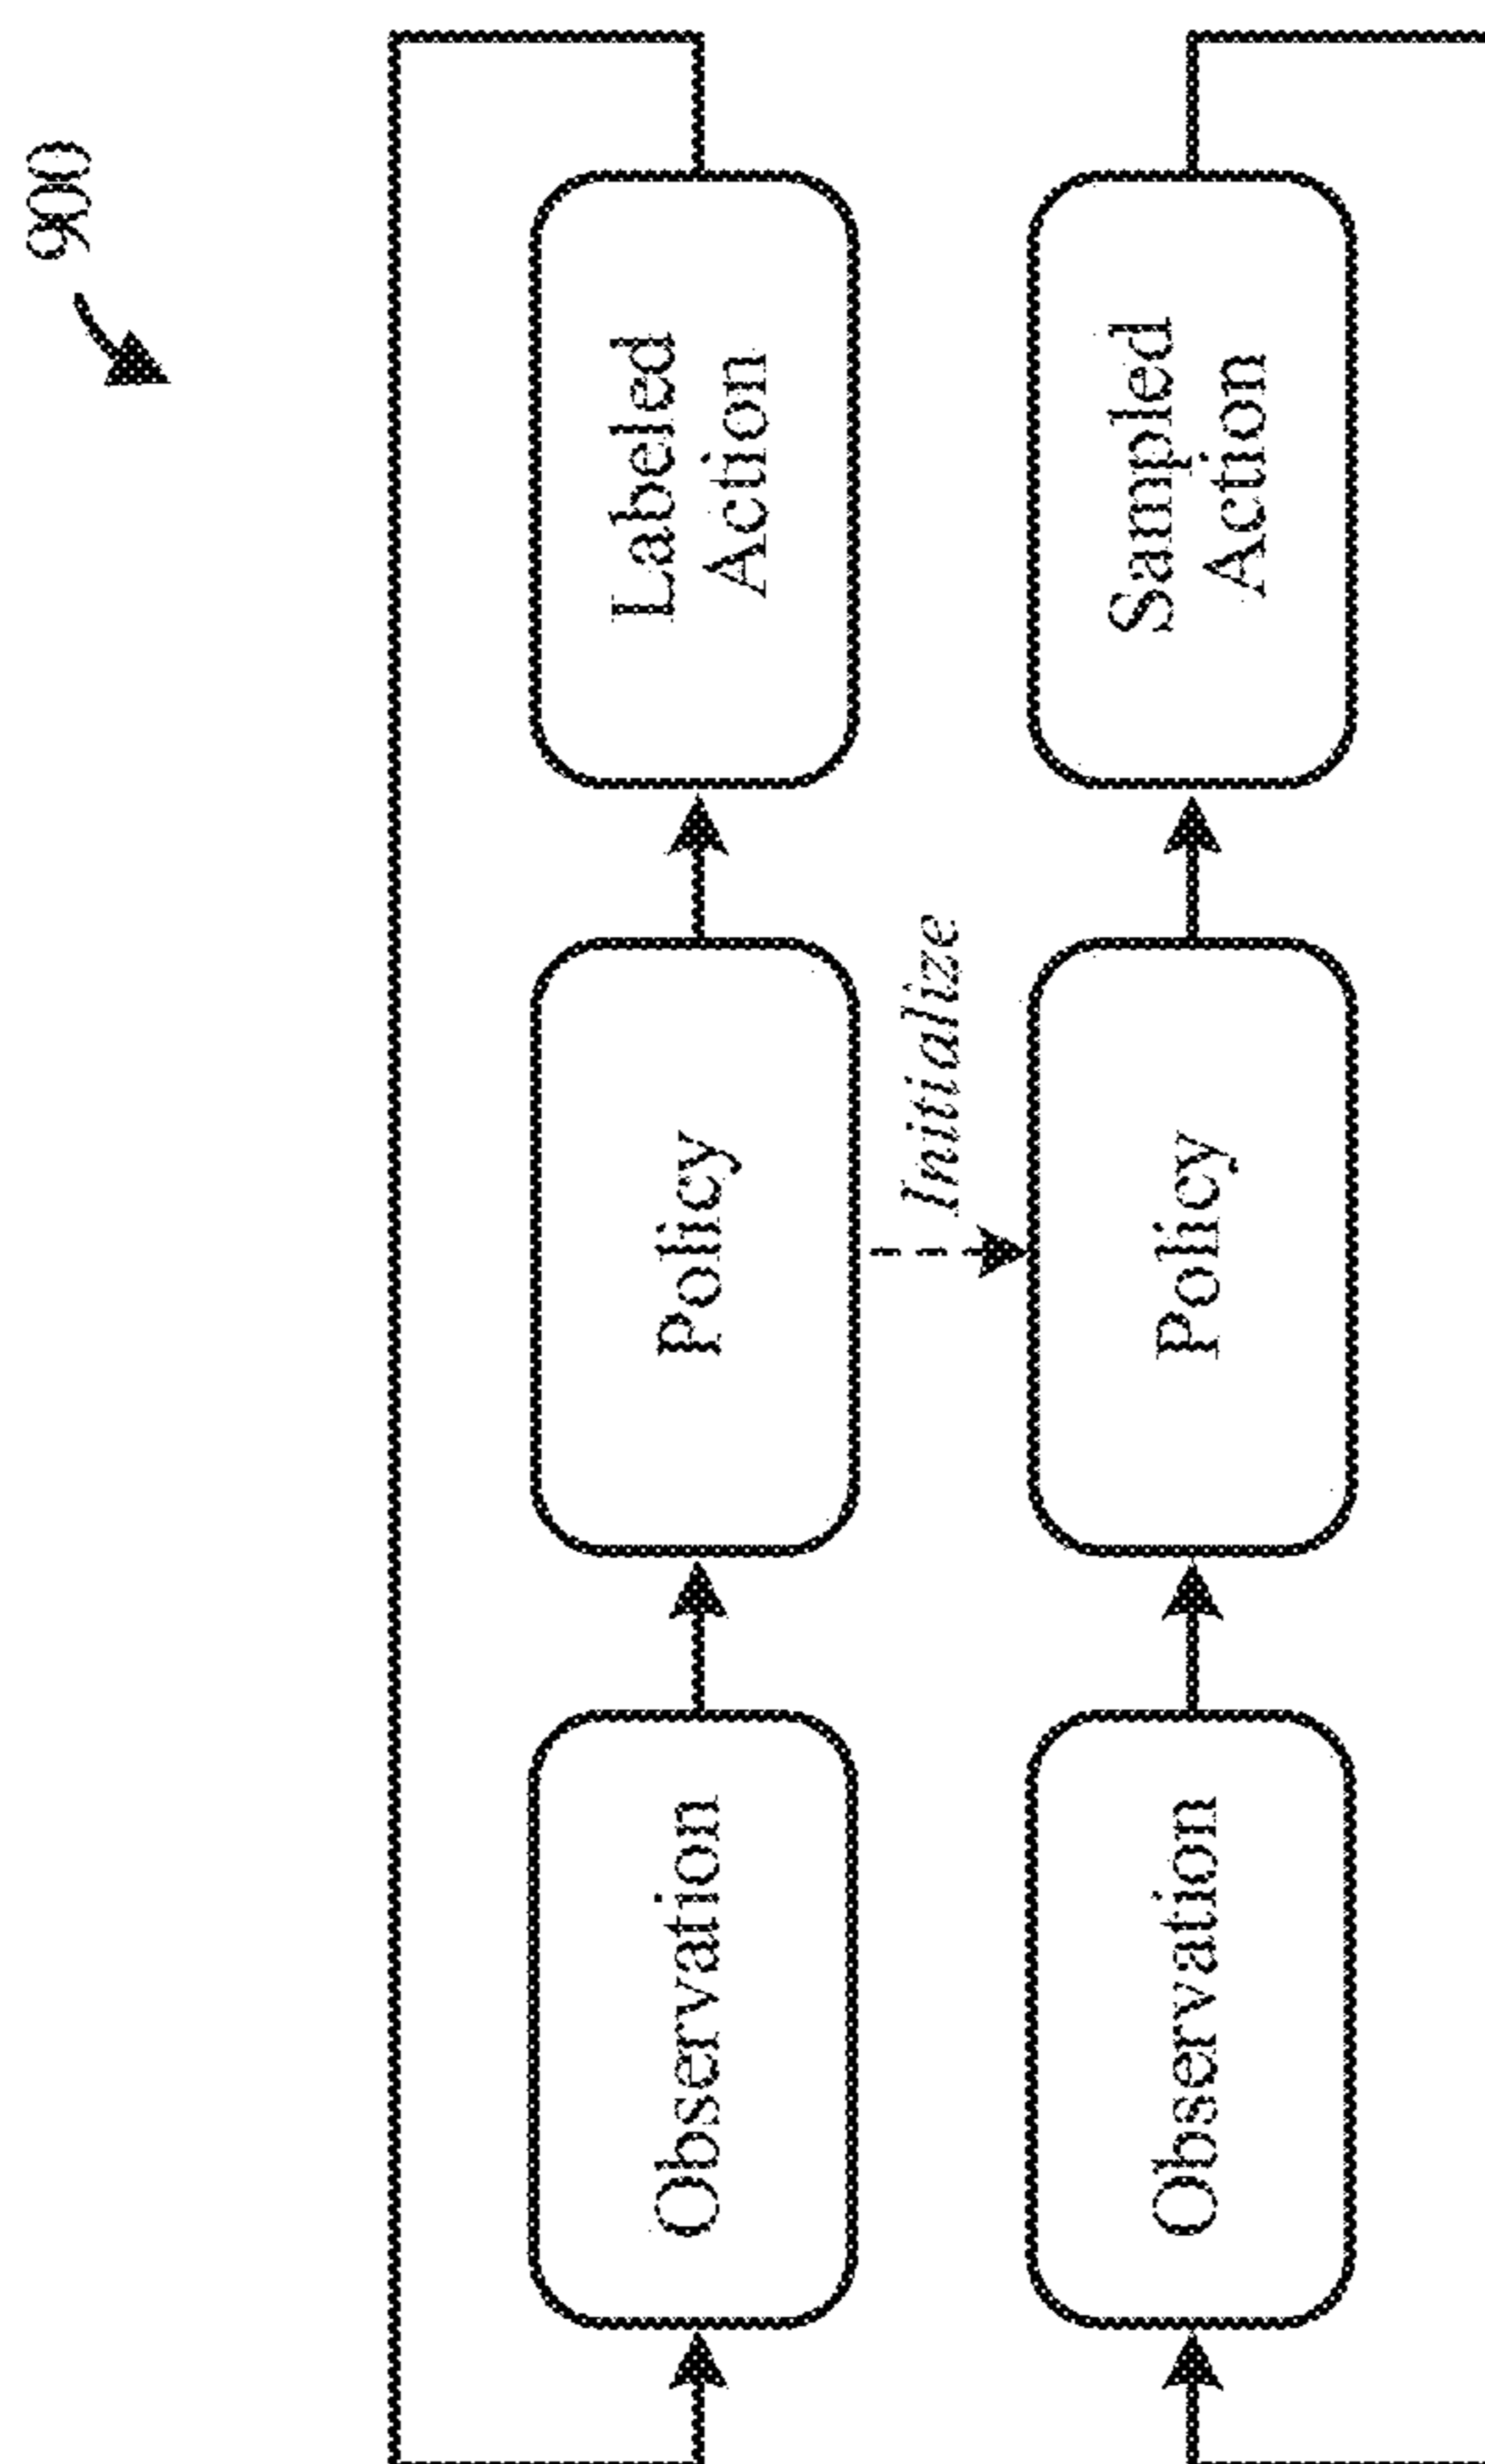 900
Observation
Policy
Labeled
Action
Initialize
Observation
Policy
Sampled
Action